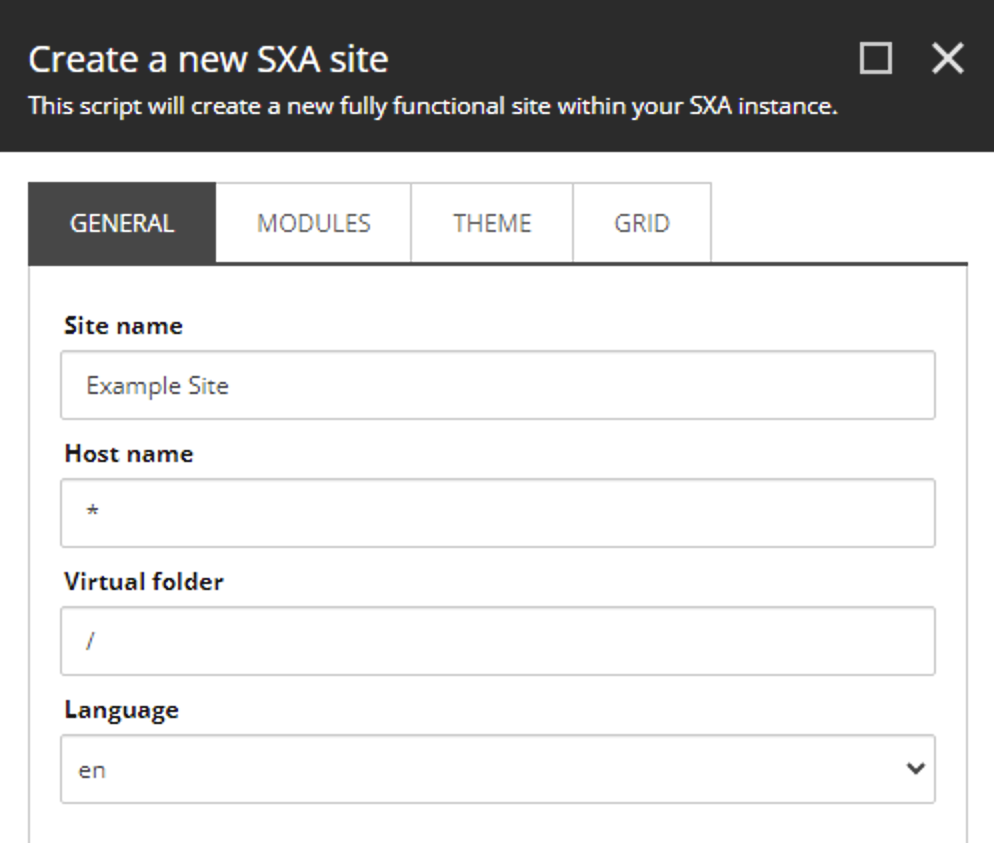 Create a new SXA site
This script will create a new fully functional site within your SXA instance.
GENERAL MODULES THEME GRID
Site name
Example Site
Host name
*
Virtual folder
/
Language
en